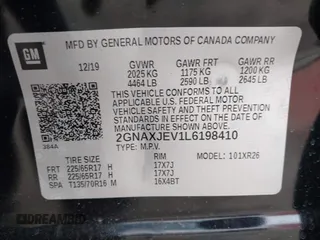 GM
MFD BY GENERAL MOTORS OF CANADA COMPANY
12/19 GVWR GAWR FRT GAWR RR
2025 KG 1175 KG 1200 KG
4464 LB 2590 LB 2645 LB
THIS VEHICLE CONFORMS TO ALL APPLICABLE U.S. FEDERAL MOTOR
VEHICLE SAFETY AND THEFT PREVENTION STANDARDS IN EFFECT ON
THE DATE OF MANUFACTURE SHOWN ABOVE.
2GNAXJEV1L6198410
TYPE: M.P.V.
MODEL: 101XR26
TIRE SIZE RIM
FRT 225/65R17 H 17X7J
RR 225/65R17 H 17X7J
SPA T135/70R16 M 16X4BT